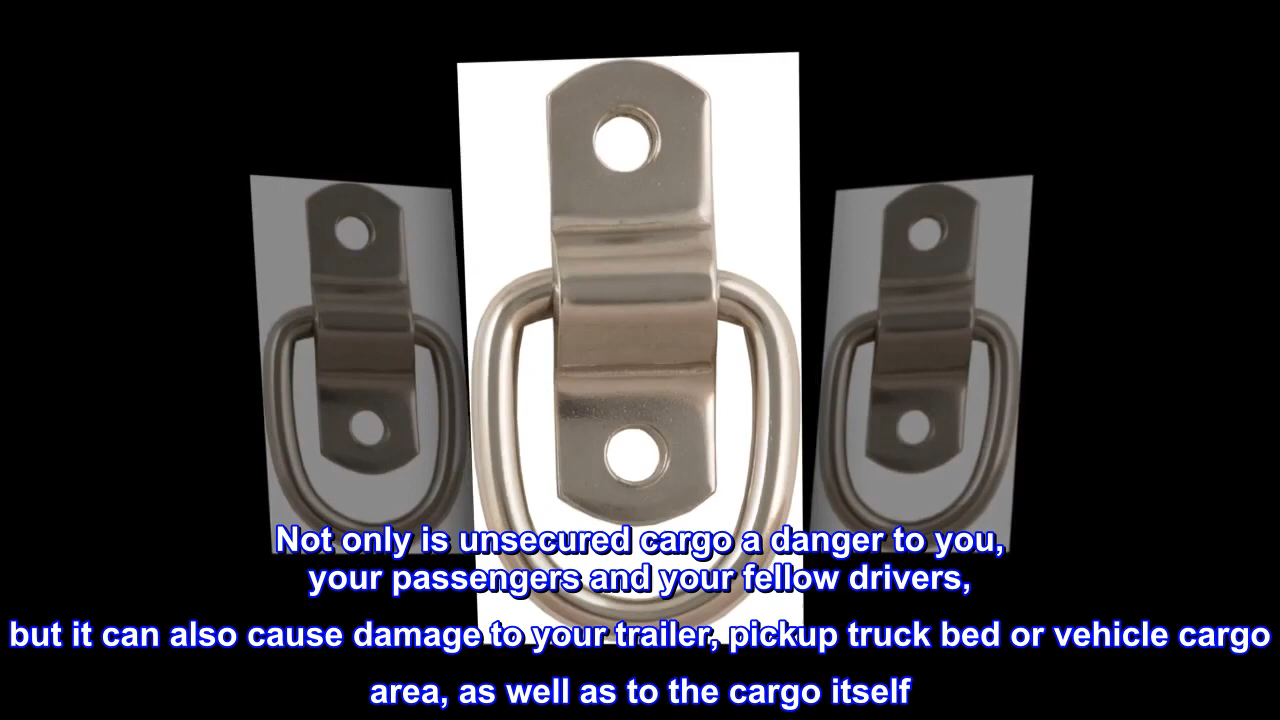 Not only is unsecured cargo a danger to you,
your passengers and your fellow drivers,
but it can also cause damage to your trailer, pickup truck bed or vehicle cargo
area, as well as to the cargo itself